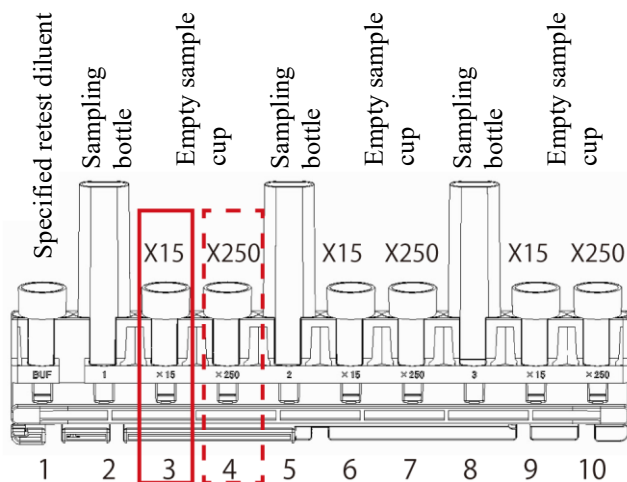 Specified retest diluent
Sampling
bottle
Empty sample
cup
Sampling
bottle
Empty sample
cup
Sampling
bottle
Empty sample
cup
X15
X250
X15
X250
X15
X250
BUF 1 ×15 ×250 2 ×15 ×250 3 ×15 ×250
1 2 3 4 5 6 7 8 9 10